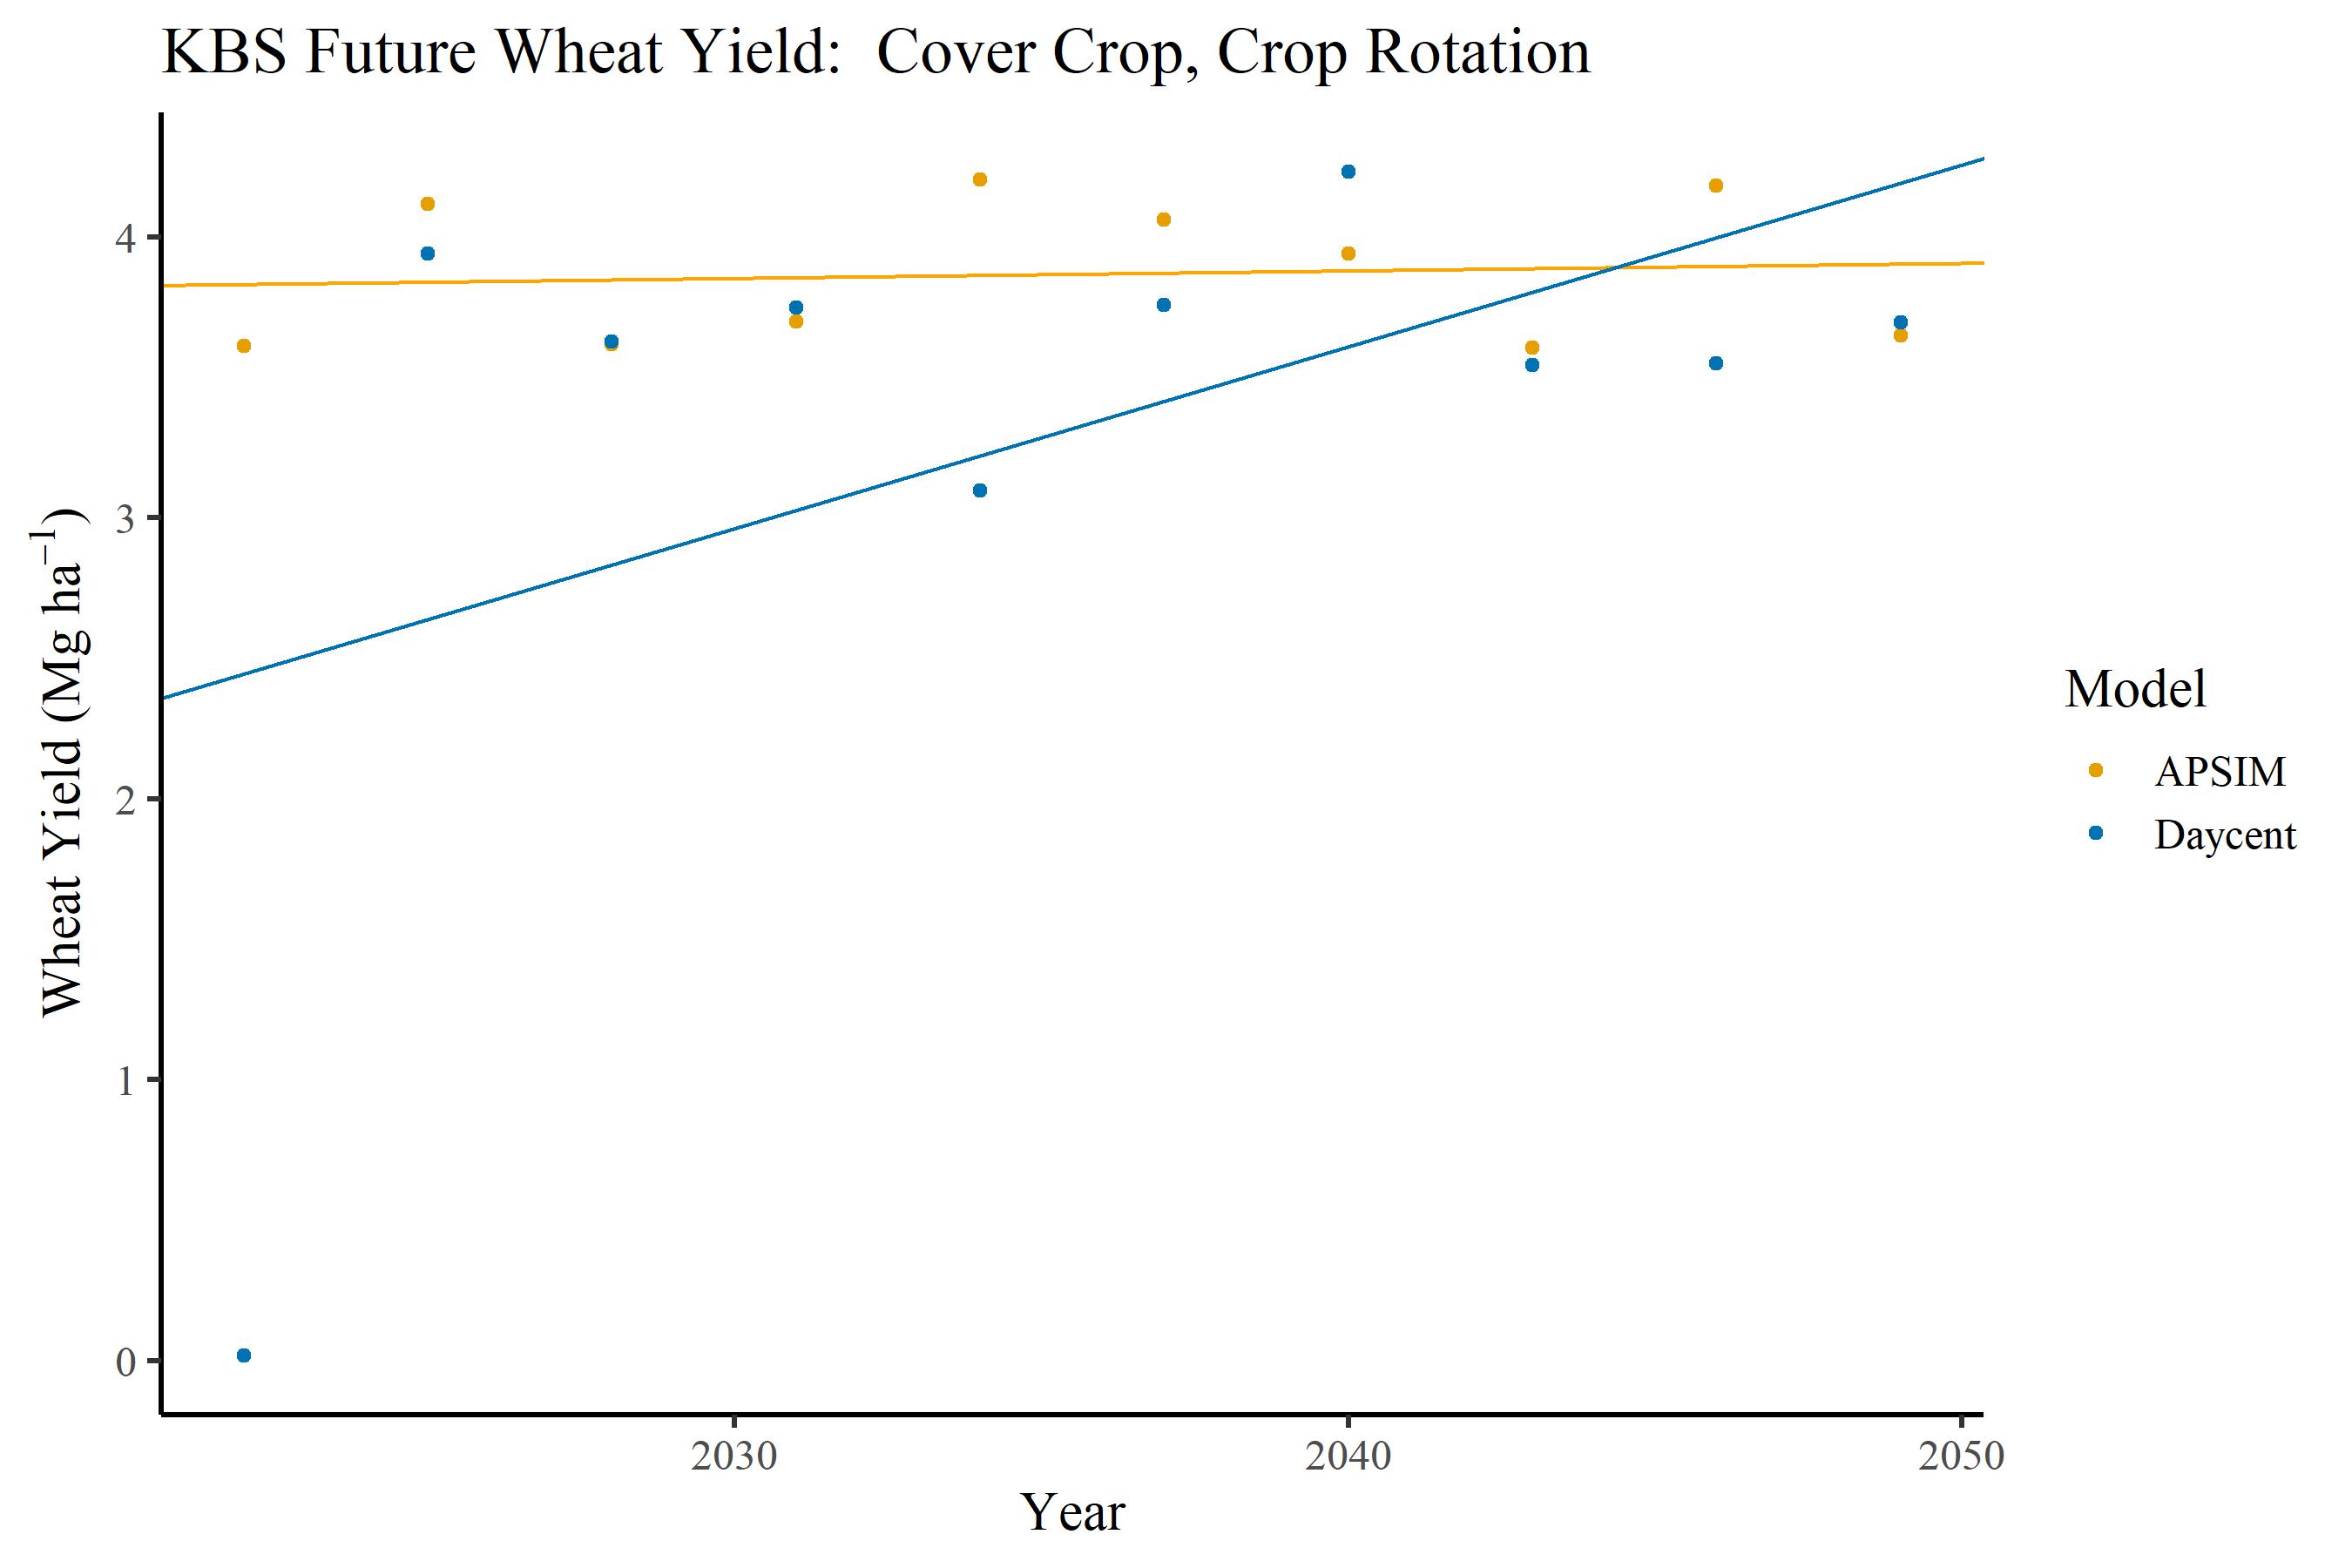 KBS Future Wheat Yield:  Cover Crop, Crop Rotation
Wheat Yield (Mg ha⁻¹)
4
3
2
1
0
2030
2040
2050
Year
Model
APSIM
Daycent